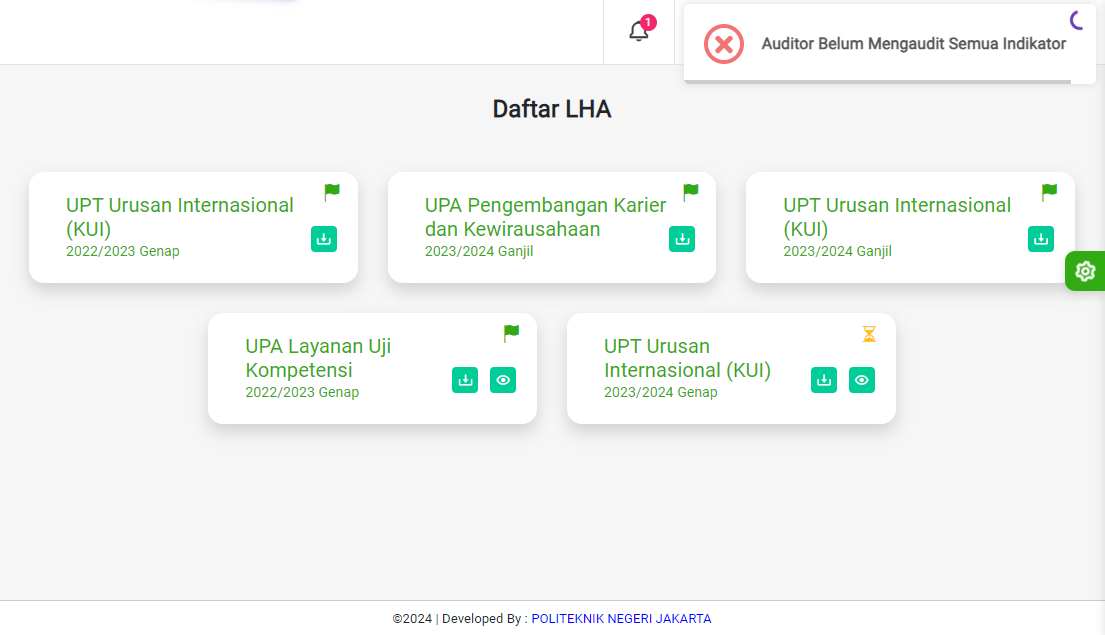 1
Auditor Belum Mengaudit Semua Indikator
Daftar LHA
UPT Urusan Internasional
(KUI)
2022/2023 Genap
UPA Pengembangan Karier
dan Kewirausahaan
2023/2024 Ganjil
UPT Urusan Internasional
(KUI)
2023/2024 Ganjil
UPA Layanan Uji
Kompetensi
2022/2023 Genap
UPT Urusan
Internasional (KUI)
2023/2024 Genap
©2024 | Developed By : POLITEKNIK NEGERI JAKARTA